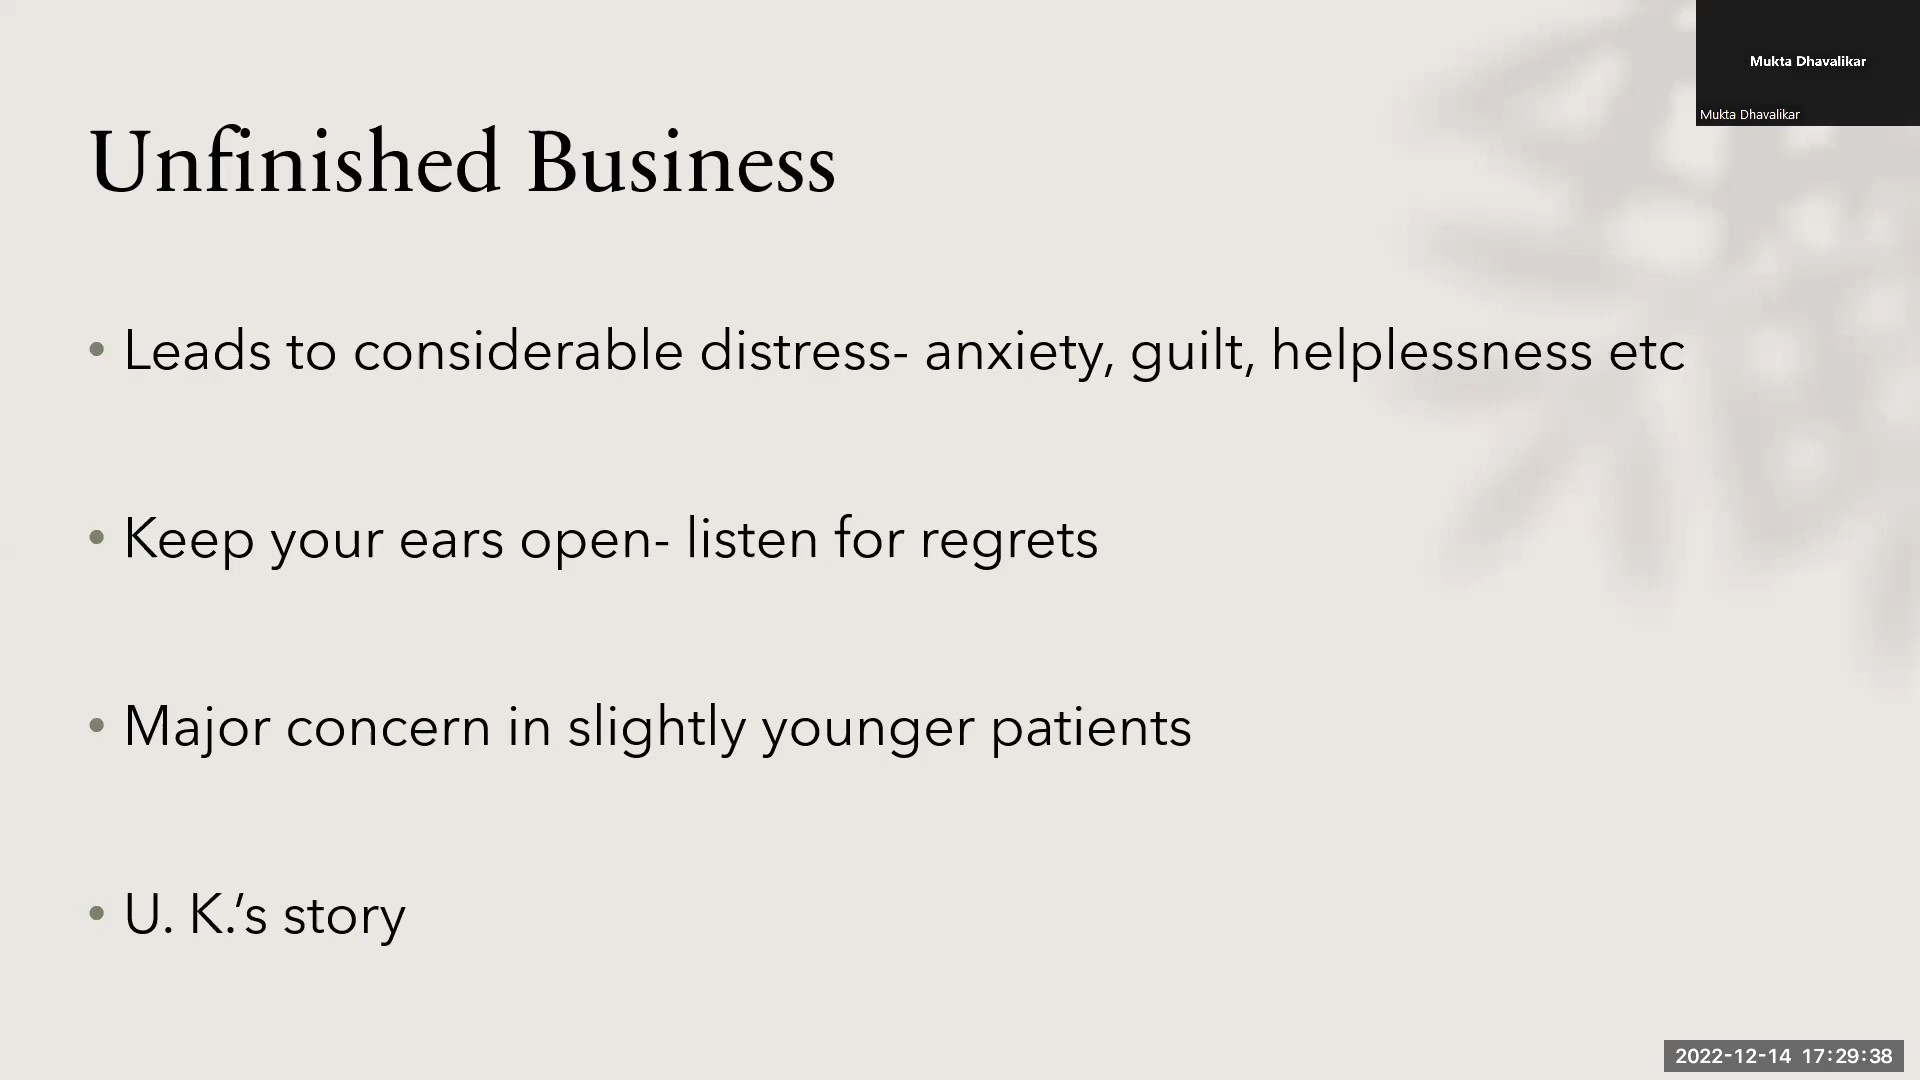 Mukta Dhavalikar
Mukta Dhavalikar
Unfinished Business
• Leads to considerable distress- anxiety, guilt, helplessness etc
• Keep your ears open- listen for regrets
• Major concern in slightly younger patients
• U. K.’s story
2022-12-14 17:29:38